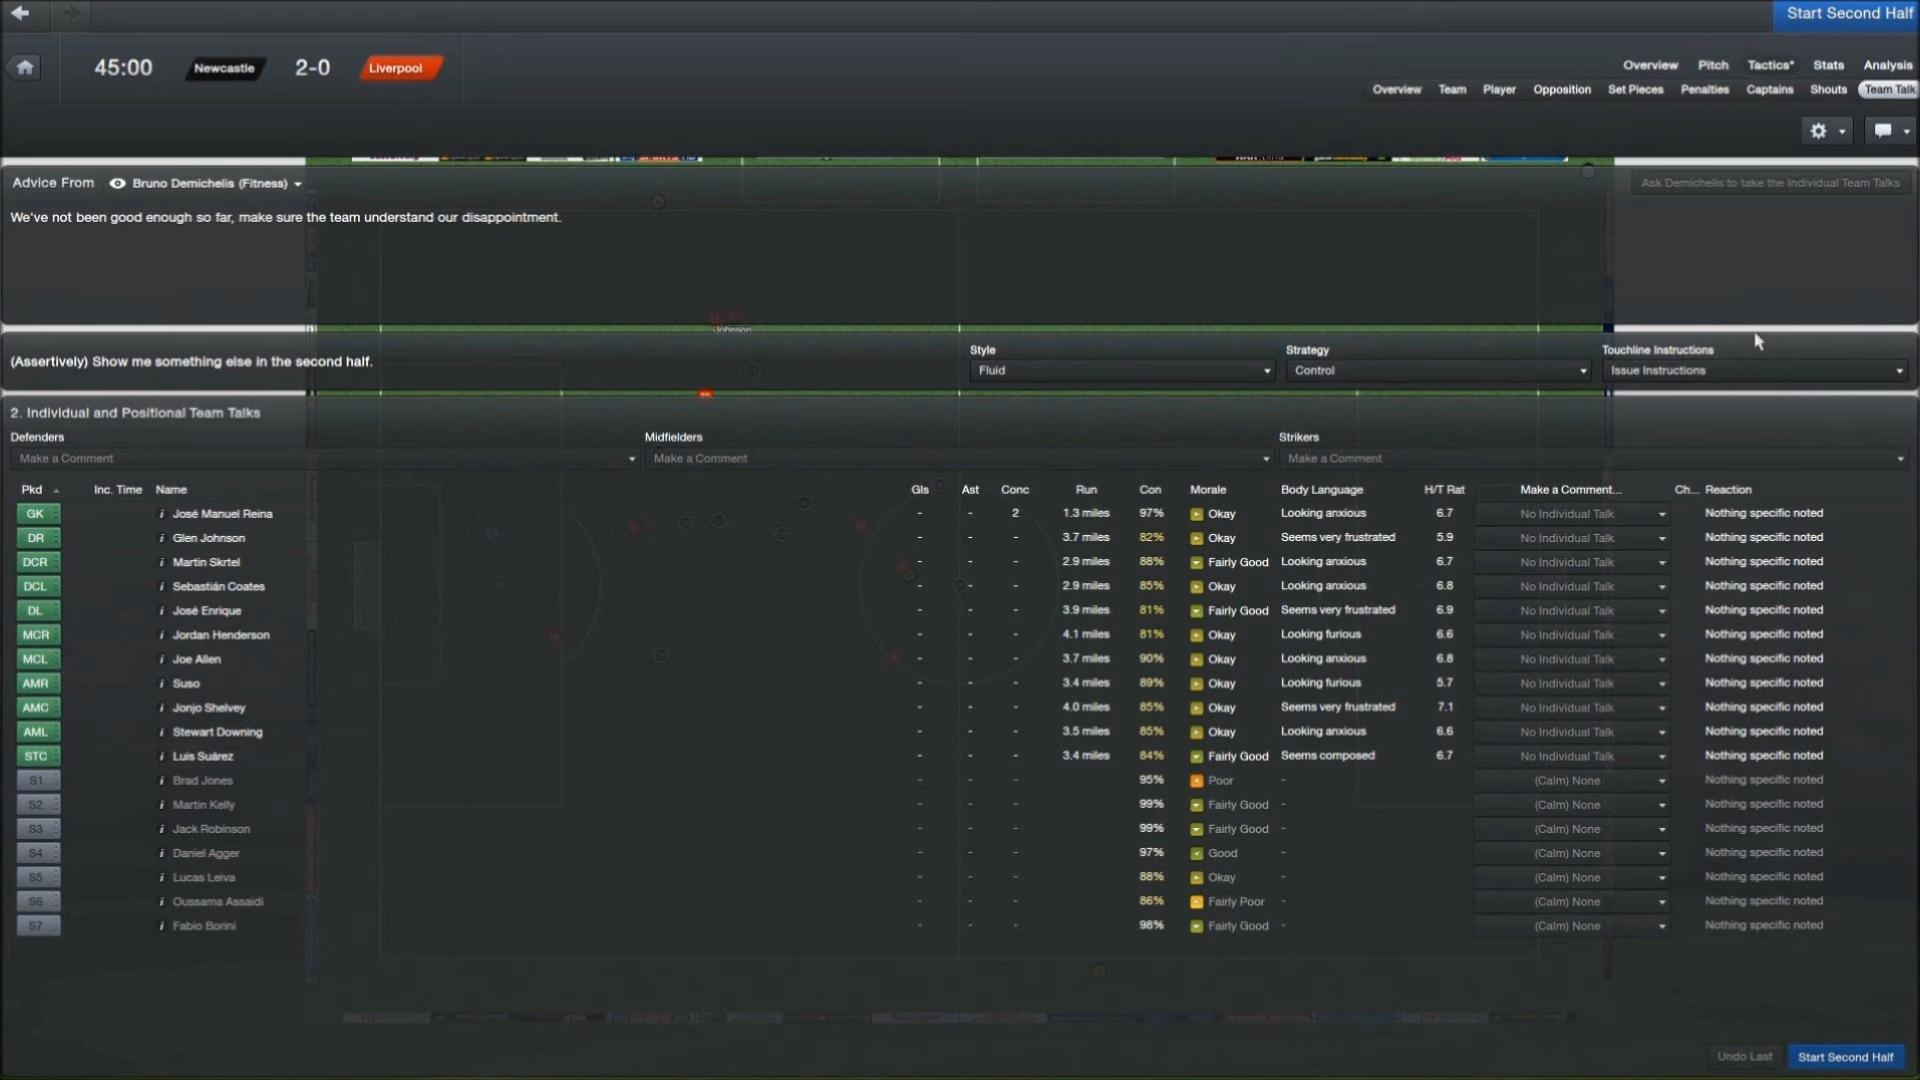 Start Second Half
45:00 Newcastle 2-0 Liverpool
Overview Pitch Tactics* Stats Analysis
Overview Team Player Opposition Set Pieces Penalties Captains Shouts Team Talk
Advice From Bruno Demichelis (Fitness) Ask Demichelis to take the Individual Team Talks
We've not been good enough so far, make sure the team understand our disappointment.
Johnson
Style Strategy Touchline Instructions
(Assertively) Show me something else in the second half. Fluid Control Issue Instructions
2. Individual and Positional Team Talks
Defenders Midfielders Strikers
Make a Comment Make a Comment Make a Comment
Pkd Inc. Time Name Gls Ast Conc Run Con Morale Body Language H/T Rat Make a Comment... Ch... Reaction
GK i José Manuel Reina - - 2 1.3 miles 97% Okay Looking anxious 6.7 No Individual Talk Nothing specific noted
DR i Glen Johnson - - - 3.7 miles 82% Okay Seems very frustrated 5.9 No Individual Talk Nothing specific noted
DCR i Martin Skrtel - - - 2.9 miles 88% Fairly Good Looking anxious 6.7 No Individual Talk Nothing specific noted
DCL i Sebastián Coates - - - 2.9 miles 85% Okay Looking anxious 6.8 No Individual Talk Nothing specific noted
DL i José Enrique - - - 3.9 miles 81% Fairly Good Seems very frustrated 6.9 No Individual Talk Nothing specific noted
MCR i Jordan Henderson - - - 4.1 miles 81% Okay Looking furious 6.6 No Individual Talk Nothing specific noted
MCL i Joe Allen - - - 3.7 miles 90% Okay Looking anxious 6.8 No Individual Talk Nothing specific noted
AMR i Suso - - - 3.4 miles 89% Okay Looking furious 5.7 No Individual Talk Nothing specific noted
AMC i Jonjo Shelvey - - - 4.0 miles 85% Okay Seems very frustrated 7.1 No Individual Talk Nothing specific noted
AML i Stewart Downing - - - 3.5 miles 85% Okay Looking anxious 6.6 No Individual Talk Nothing specific noted
STC i Luis Suárez - - - 3.4 miles 84% Fairly Good Seems composed 6.7 No Individual Talk Nothing specific noted
S1 i Brad Jones - - - 95% Poor - (Calm) None Nothing specific noted
S2 i Martin Kelly - - - 99% Fairly Good - (Calm) None Nothing specific noted
S3 i Jack Robinson - - - 99% Fairly Good - (Calm) None Nothing specific noted
S4 i Daniel Agger - - - 97% Good - (Calm) None Nothing specific noted
S5 i Lucas Leiva - - - 88% Okay - (Calm) None Nothing specific noted
S6 i Oussama Assaidi - - - 86% Fairly Poor - (Calm) None Nothing specific noted
S7 i Fabio Borini - - - 98% Fairly Good - (Calm) None Nothing specific noted
Undo Last Start Second Half